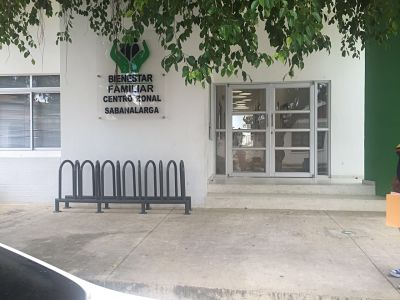 BIENESTAR
FAMILIAR
CENTRO ZONAL
SABANALARGA